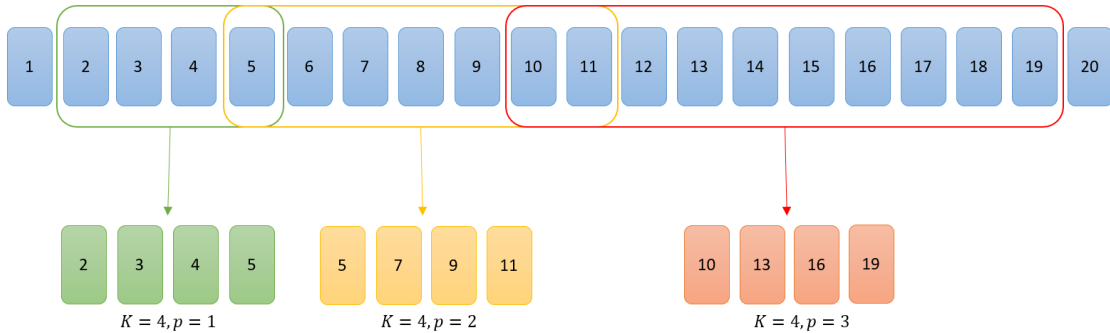 1 2 3 4 5 6 7 8 9 10 11 12 13 14 15 16 17 18 19 20
2 3 4 5 5 7 9 11 10 13 16 19
K = 4, p = 1 K = 4, p = 2 K = 4, p = 3